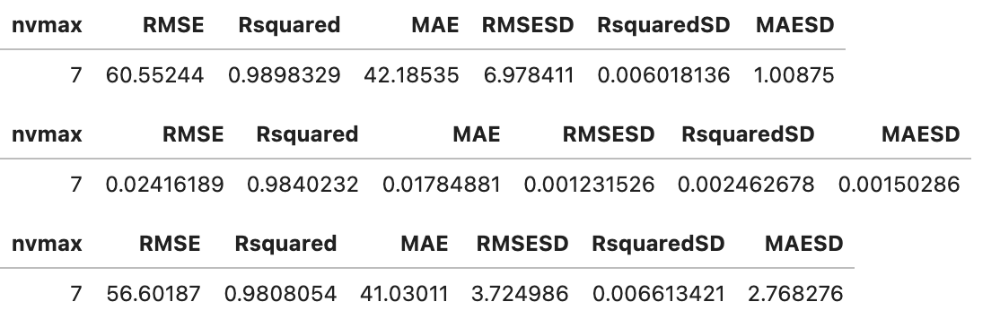 nvmax RMSE Rsquared MAE RMSESD RsquaredSD MAESD
7 60.55244 0.9898329 42.18535 6.978411 0.006018136 1.00875
nvmax RMSE Rsquared MAE RMSESD RsquaredSD MAESD
7 0.02416189 0.9840232 0.01784881 0.001231526 0.002462678 0.00150286
nvmax RMSE Rsquared MAE RMSESD RsquaredSD MAESD
7 56.60187 0.9808054 41.03011 3.724986 0.006613421 2.768276